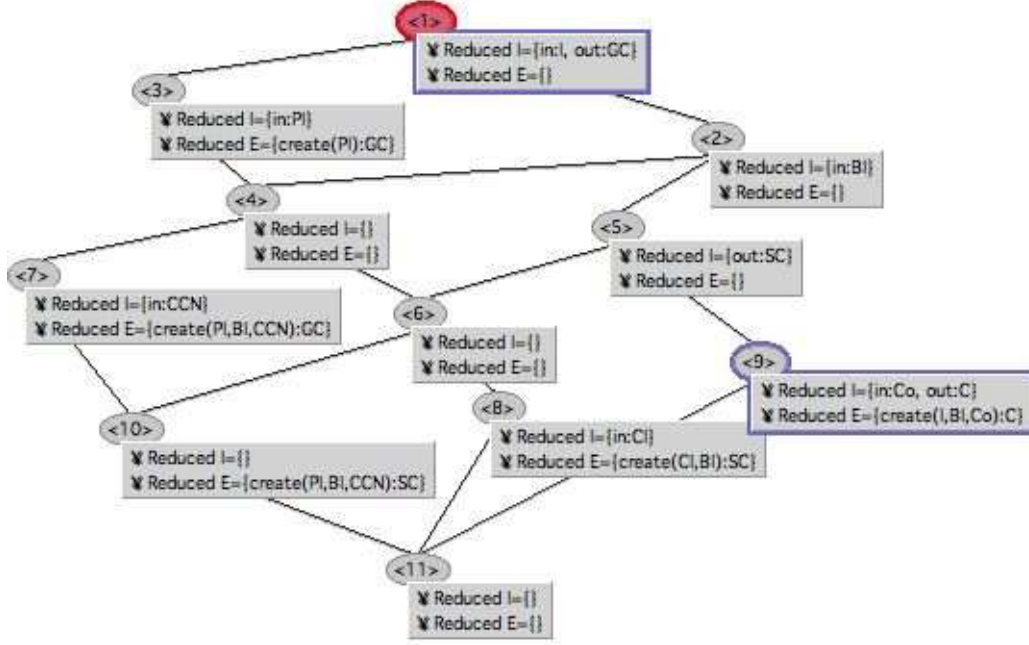 <1>
¥ Reduced I={in:I, out:GC}
¥ Reduced E={}
<3>
¥ Reduced I={in:PI}
¥ Reduced E={create(PI):GC}
<2>
¥ Reduced I={in:BI}
¥ Reduced E={}
<4>
¥ Reduced I={}
¥ Reduced E={}
<5>
¥ Reduced I={out:SC}
¥ Reduced E={}
<7>
¥ Reduced I={in:CCN}
¥ Reduced E={create(PI,BI,CCN):GC}
<6>
¥ Reduced I={}
¥ Reduced E={}
<9>
¥ Reduced I={in:Co, out:C}
¥ Reduced E={create(I,BI,Co):C}
<10>
¥ Reduced I={}
¥ Reduced E={create(PI,BI,CCN):SC}
<8>
¥ Reduced I={in:CI}
¥ Reduced E={create(CI,BI):SC}
<11>
¥ Reduced I={}
¥ Reduced E={}